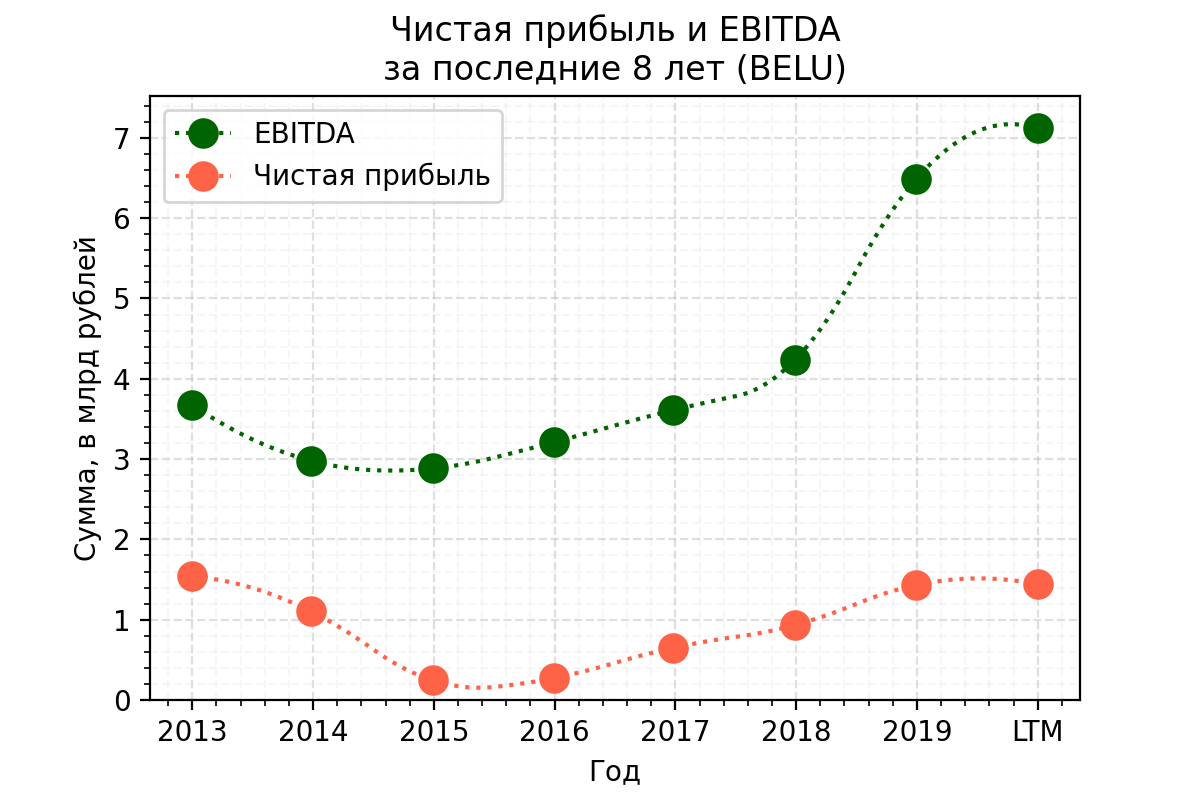 Чистая прибыль и EBITDA
за последние 8 лет (BELU)
EBITDA
Чистая прибыль
Сумма, в млрд рублей
7
6
5
4
3
2
1
0
2013 2014 2015 2016 2017 2018 2019 LTM
Год